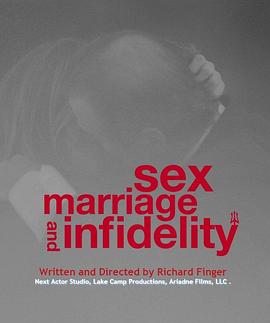 sex
marriage
and infidelity
Written and Directed by Richard Finger
Next Actor Studio, Lake Camp Productions, Ariadne Films, LLC .